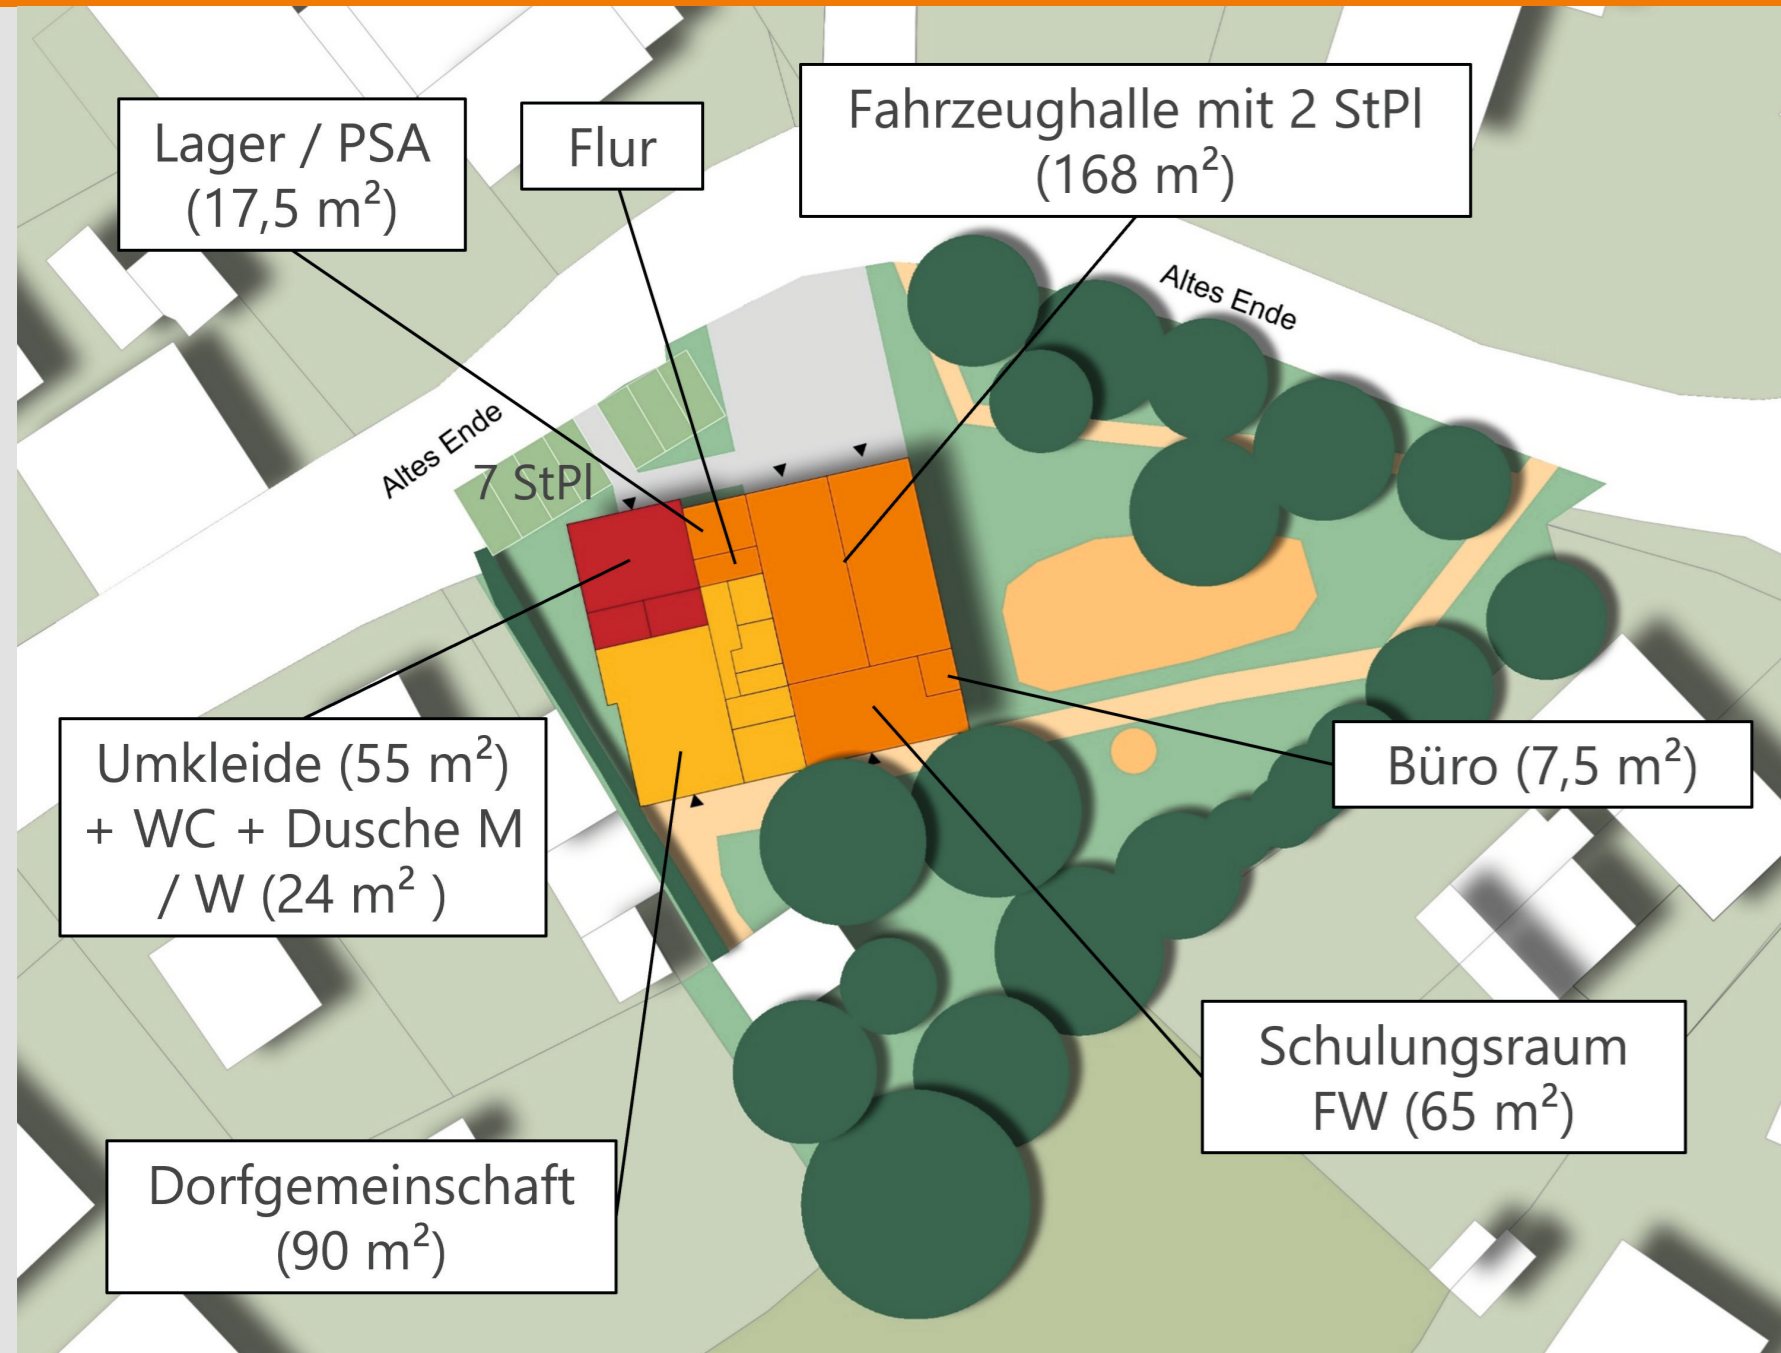 Lager / PSA
(17,5 m²)
Flur
Fahrzeughalle mit 2 StPl
(168 m²)
Altes Ende
Altes Ende
7 StPl
Umkleide (55 m²)
+ WC + Dusche M
/ W (24 m² )
Büro (7,5 m²)
Schulungsraum
FW (65 m²)
Dorfgemeinschaft
(90 m²)